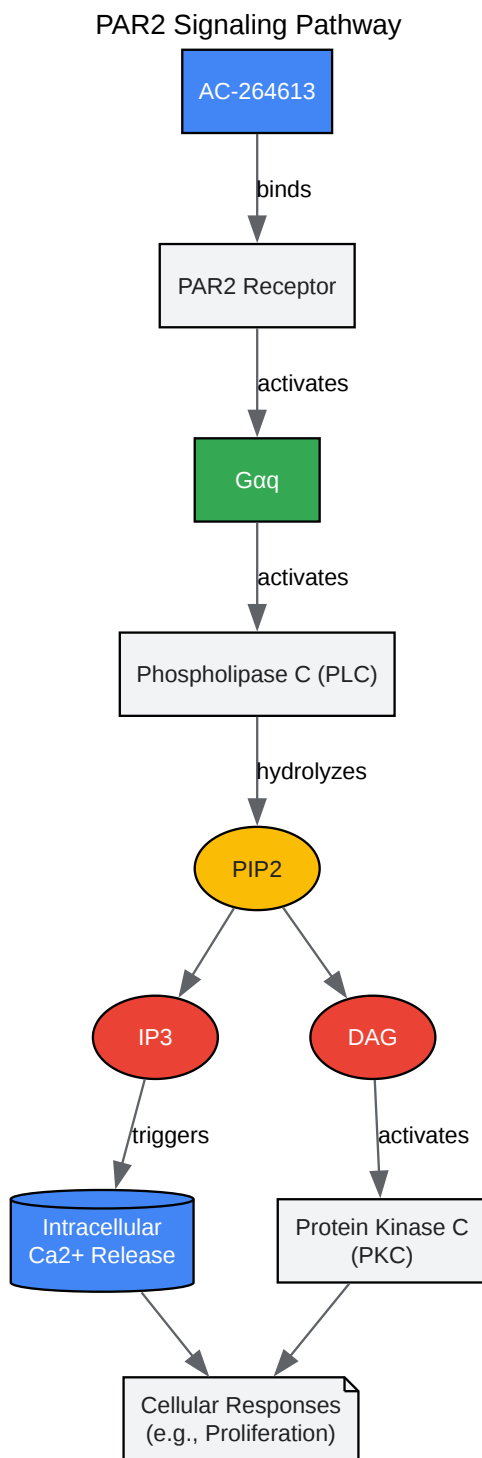 PAR2 Signaling Pathway
AC-264613
binds
PAR2 Receptor
activates
Gαq
activates
Phospholipase C (PLC)
hydrolyzes
PIP2
IP3
DAG
triggers
activates
Intracellular
Ca2+ Release
Protein Kinase C
(PKC)
Cellular Responses
(e.g., Proliferation)